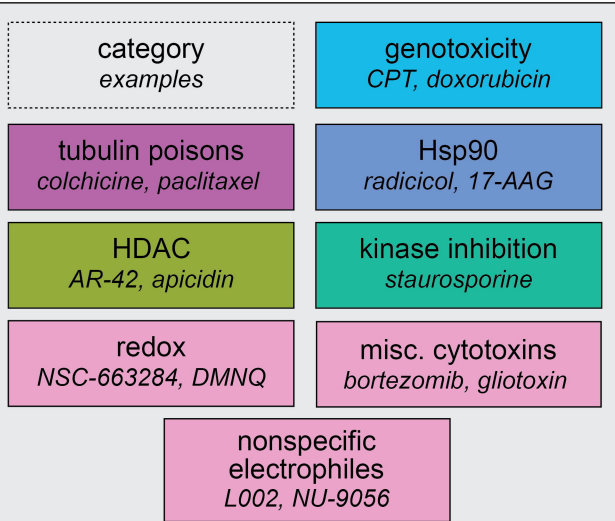 category
examples
genotoxicity
CPT, doxorubicin
tubulin poisons
colchicine, paclitaxel
Hsp90
radicicol, 17-AAG
HDAC
AR-42, apicidin
kinase inhibition
staurosporine
redox
NSC-663284, DMNQ
misc. cytotoxins
bortezomib, gliotoxin
nonspecific
electrophiles
L002, NU-9056